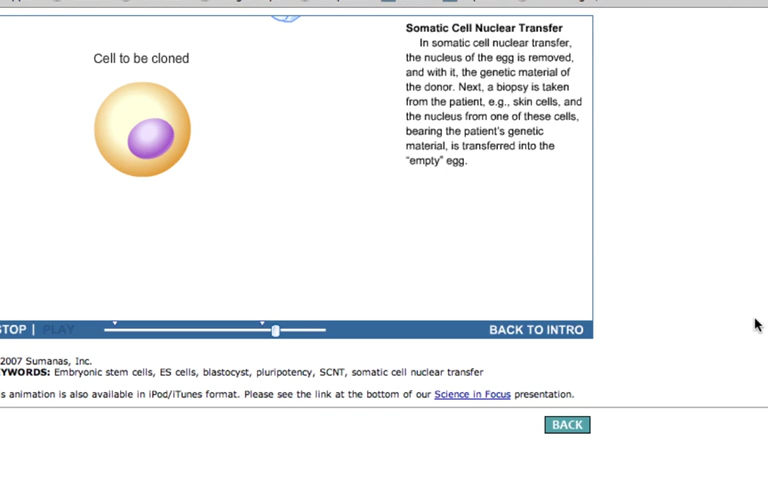 Somatic Cell Nuclear Transfer
In somatic cell nuclear transfer,
the nucleus of the egg is removed,
and with it, the genetic material of
the donor. Next, a biopsy is taken
from the patient, e.g., skin cells, and
the nucleus from one of these cells,
bearing the patient's genetic
material, is transferred into the
"empty" egg.
Cell to be cloned
TOP | PLAY
BACK TO INTRO
2007 Sumanas, Inc.
YWORDS: Embryonic stem cells, ES cells, blastocyst, pluripotency, SCNT, somatic cell nuclear transfer
s animation is also available in iPod/iTunes format. Please see the link at the bottom of our Science in Focus presentation.
BACK